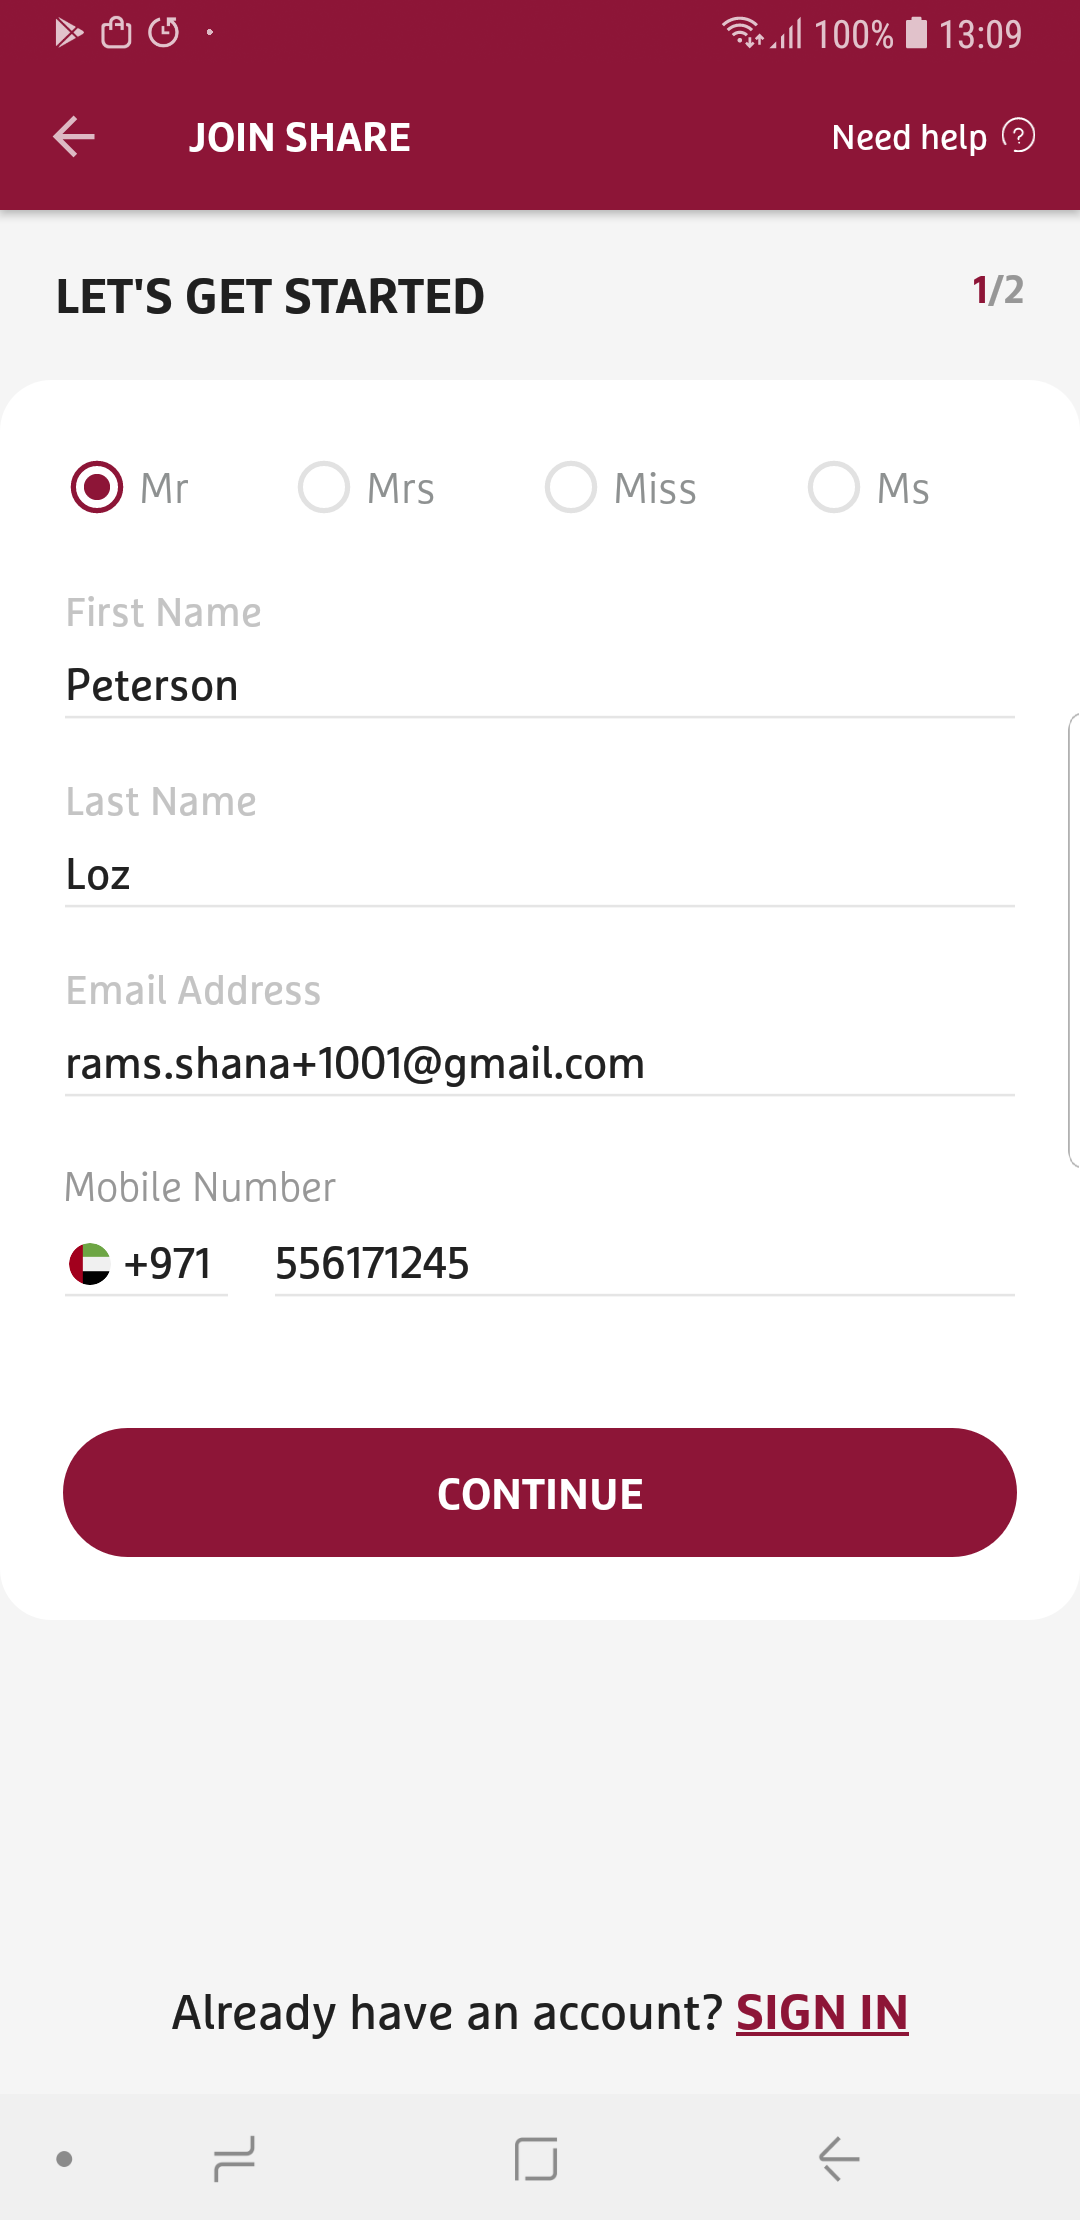 100% 13:09
JOIN SHARE Need help ?
LET'S GET STARTED 1/2
Mr Mrs Miss Ms
First Name
Peterson
Last Name
Loz
Email Address
rams.shana+1001@gmail.com
Mobile Number
+971 556171245
CONTINUE
Already have an account? SIGN IN